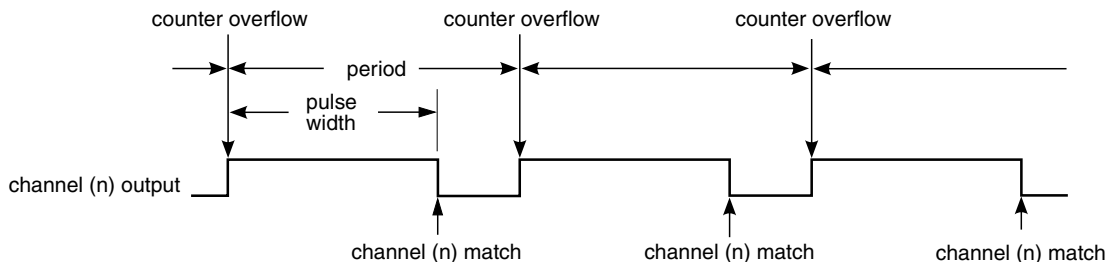 counter overflow
counter overflow
counter overflow
period
pulse
width
channel (n) output
channel (n) match
channel (n) match
channel (n) match